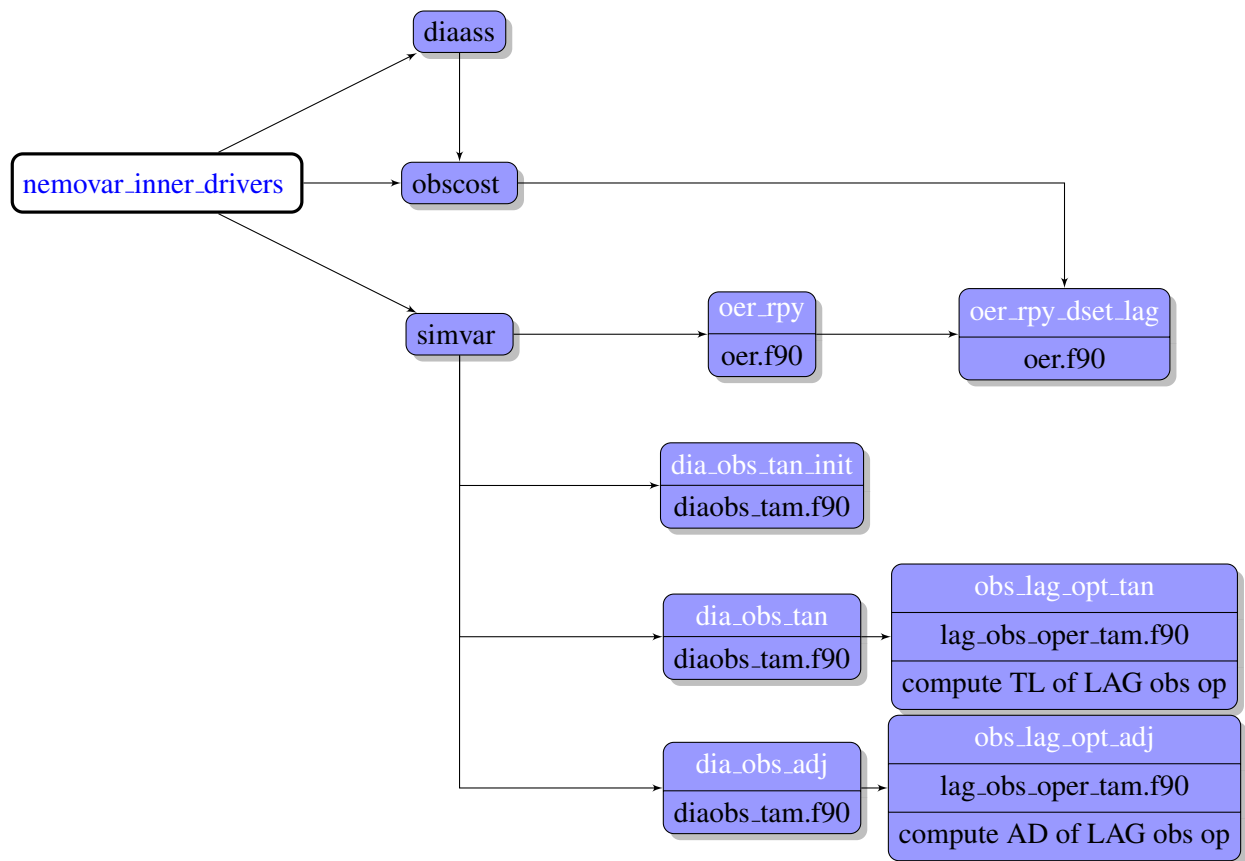 diaass
nemovar_inner_drivers
obscost
simvar
oer_rpy
oer.f90
oer_rpy_dset_lag
oer.f90
dia_obs_tan_init
diaobs_tam.f90
dia_obs_tan
diaobs_tam.f90
obs_lag_opt_tan
lag_obs_oper_tam.f90
compute TL of LAG obs op
dia_obs_adj
diaobs_tam.f90
obs_lag_opt_adj
lag_obs_oper_tam.f90
compute AD of LAG obs op